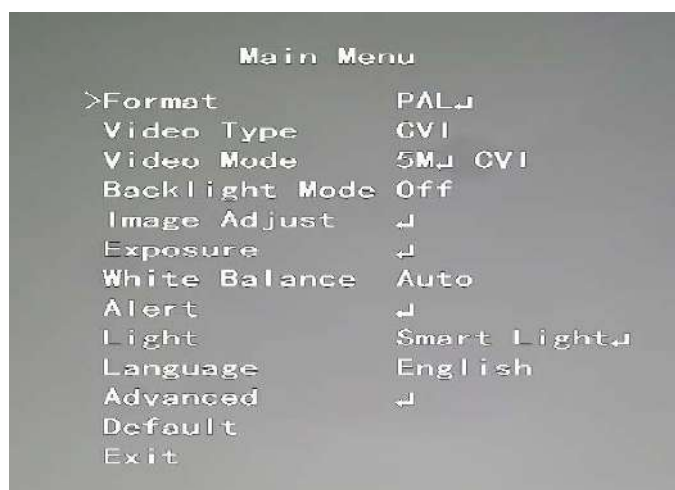 Main Menu
>Format PAL↲
Video Type CVI
Video Mode 5M↲ CVI
Backlight Mode Off
Image Adjust ↲
Exposure ↲
White Balance Auto
Alert ↲
Light Smart Light↲
Language English
Advanced ↲
Default
Exit